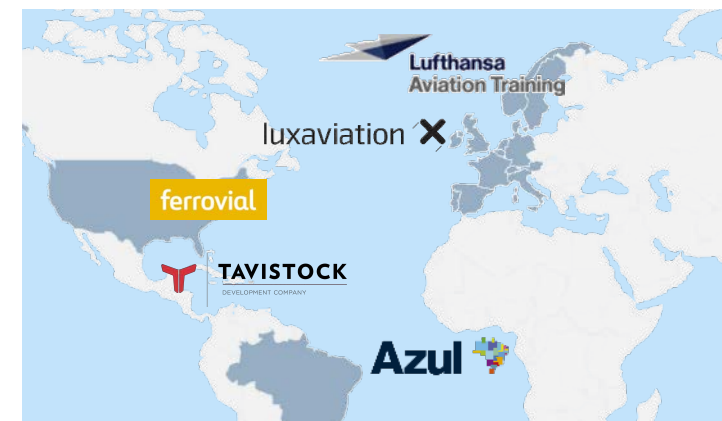 Lufthansa
Aviation Training
luxaviation
ferrovial
TAVISTOCK
DEVELOPMENT COMPANY
Azul